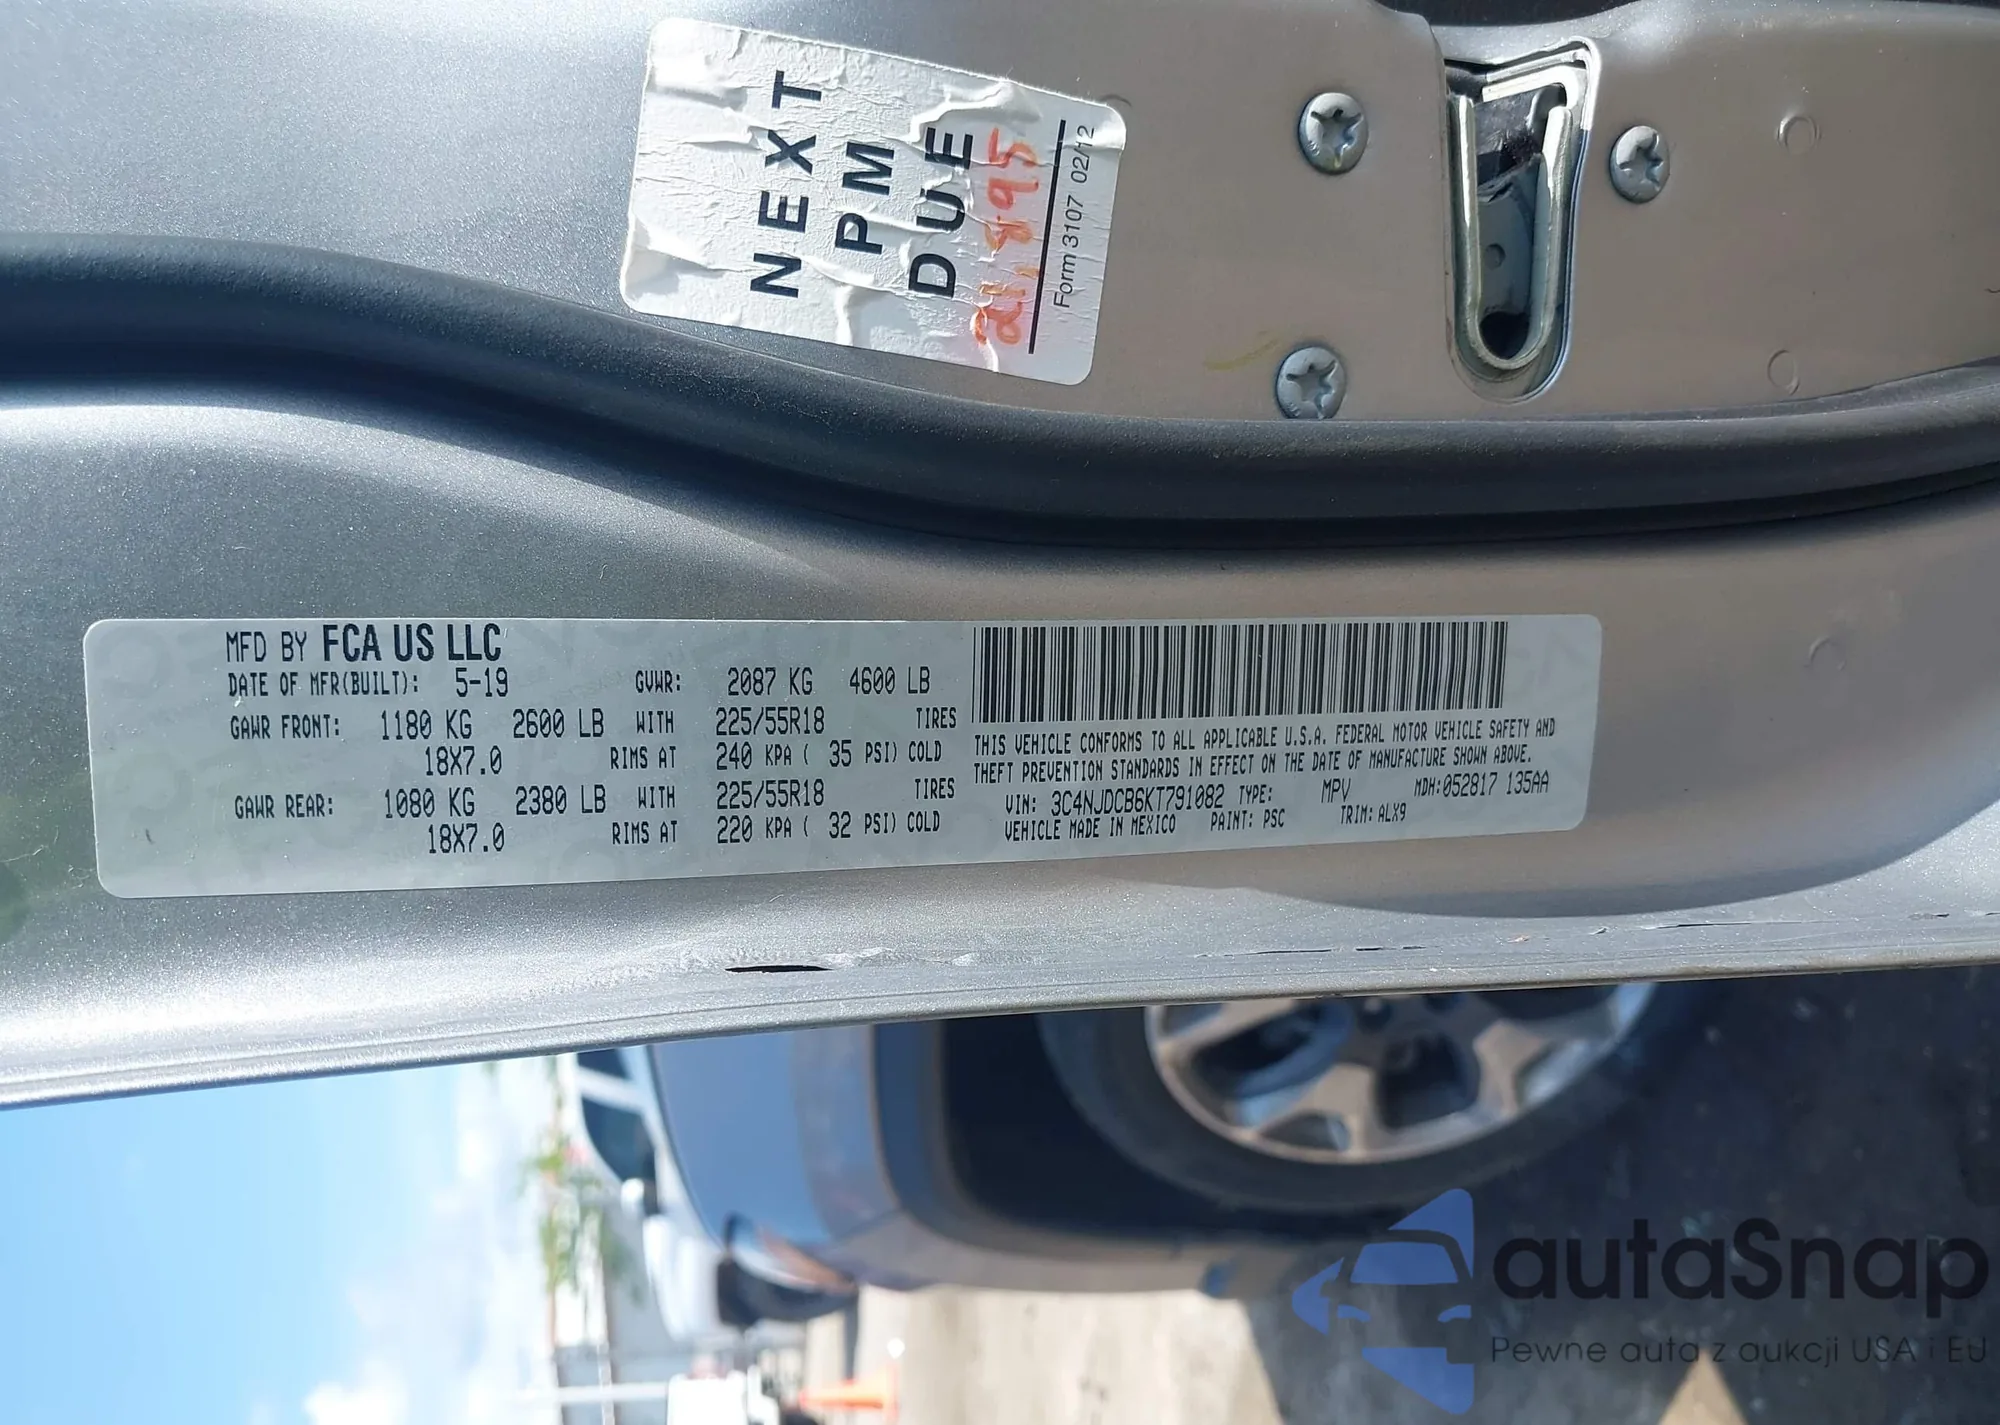 NEXT
PM
DUE
21,895
Form 3107 02/12
MFD BY FCA US LLC
DATE OF MFR(BUILT): 5-19 GVWR: 2087 KG 4600 LB
GAWR FRONT: 1180 KG 2600 LB WITH 225/55R18 TIRES
18X7.0 RIMS AT 240 KPA ( 35 PSI) COLD
GAWR REAR: 1080 KG 2380 LB WITH 225/55R18 TIRES
18X7.0 RIMS AT 220 KPA ( 32 PSI) COLD
THIS VEHICLE CONFORMS TO ALL APPLICABLE U.S.A. FEDERAL MOTOR VEHICLE SAFETY AND
THEFT PREVENTION STANDARDS IN EFFECT ON THE DATE OF MANUFACTURE SHOWN ABOVE.
VIN: 3C4NJDCB6KT791082 TYPE: MPV MDH:052817 135AA
VEHICLE MADE IN MEXICO PAINT: PSC TRIM: ALX9
autaSnap
Pewne auta z aukcji USA i EU